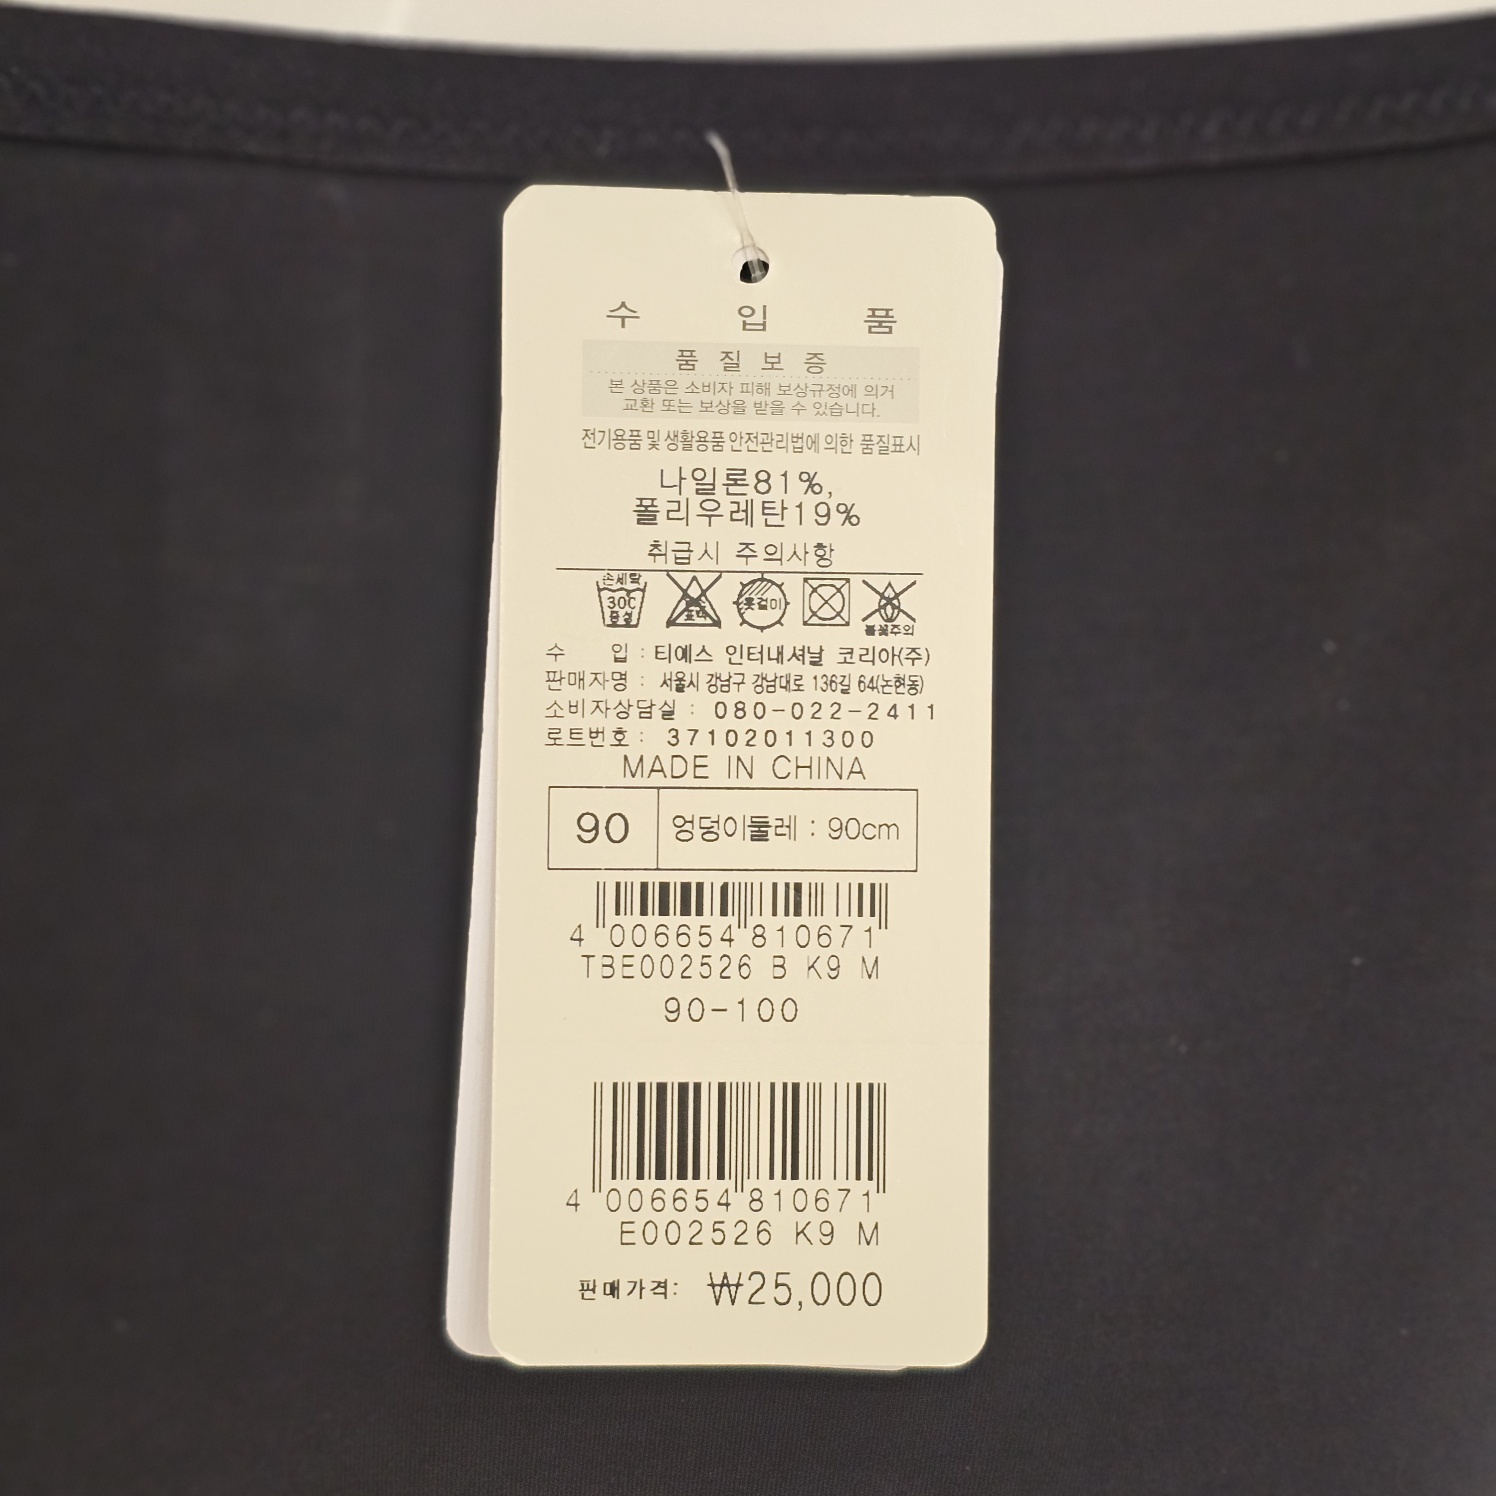 수 입 품
품 질 보 증
본 상품은 소비자 피해 보상규정에 의거
교환 또는 보상을 받을 수 있습니다.
전기용품 및 생활용품 안전관리법에 의한 품질표시
나일론81%,
폴리우레탄19%
취급시 주의사항
손세탁
30C
중성
표백
옷걸이
불꽃주의
수 입 : 티에스 인터내셔날 코리아(주)
판매자명 : 서울시 강남구 강남대로 136길 64(논현동)
소비자상담실 : 080-022-2411
로트번호 : 37102011300
MADE IN CHINA
90 엉덩이둘레 : 90cm
4 006654 810671
TBE002526 B K9 M
90-100
4 006654 810671
E002526 K9 M
판매가격: ₩25,000